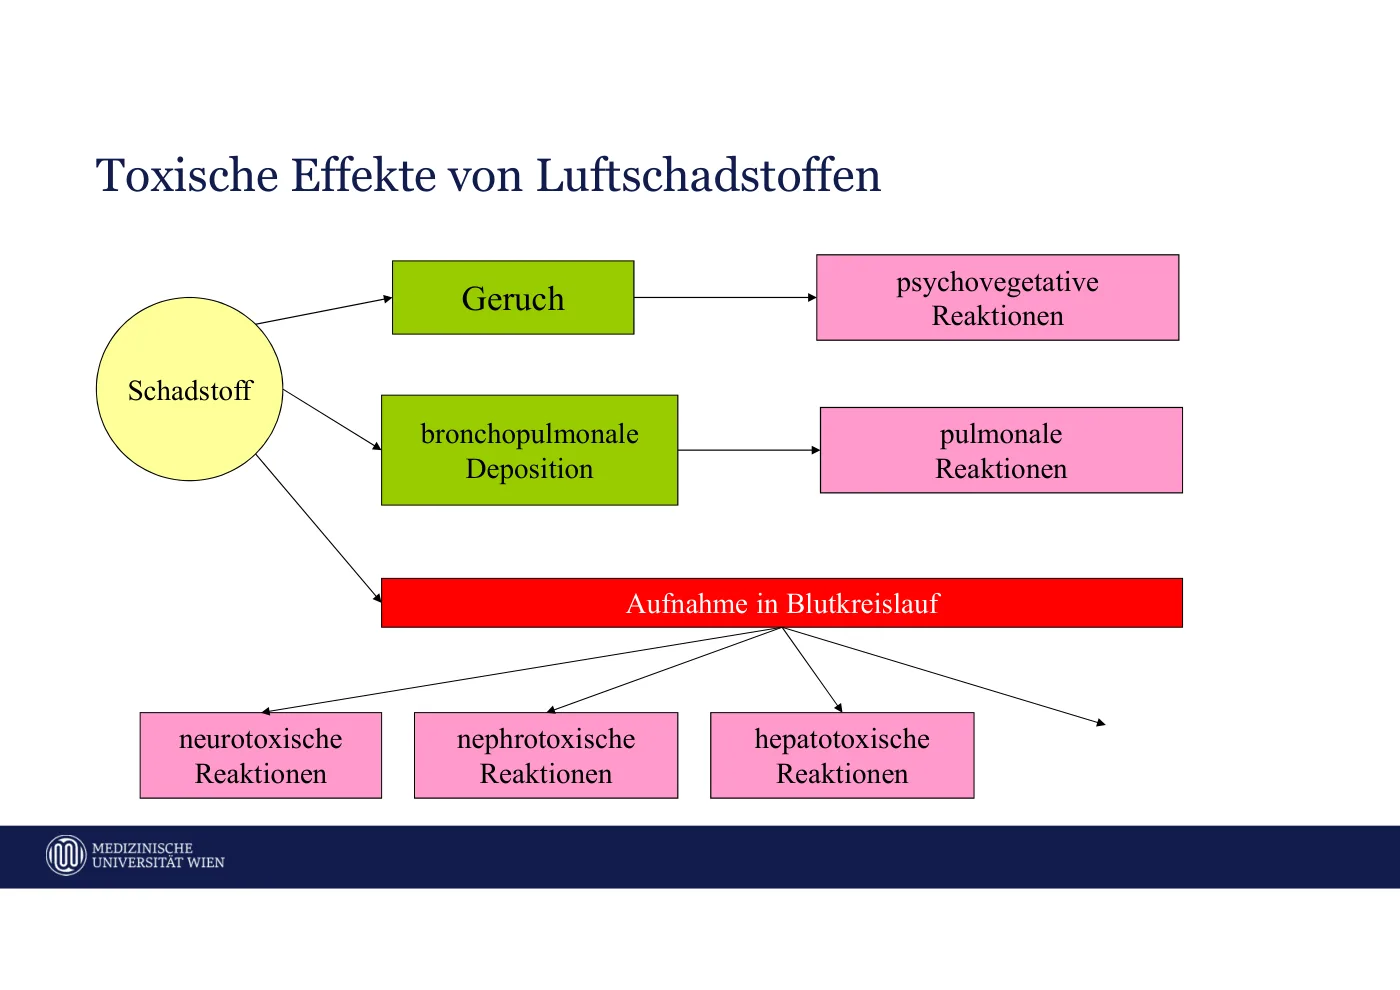 Toxische Effekte von Luftschadstoffen
Geruch
psychovegetative
Reaktionen
Schadstoff
bronchopulmonale
Deposition
pulmonale
Reaktionen
Aufnahme in Blutkreislauf
neurotoxische
Reaktionen
nephrotoxische
Reaktionen
hepatotoxische
Reaktionen
MEDIZINISCHE
UNIVERSITÄT WIEN